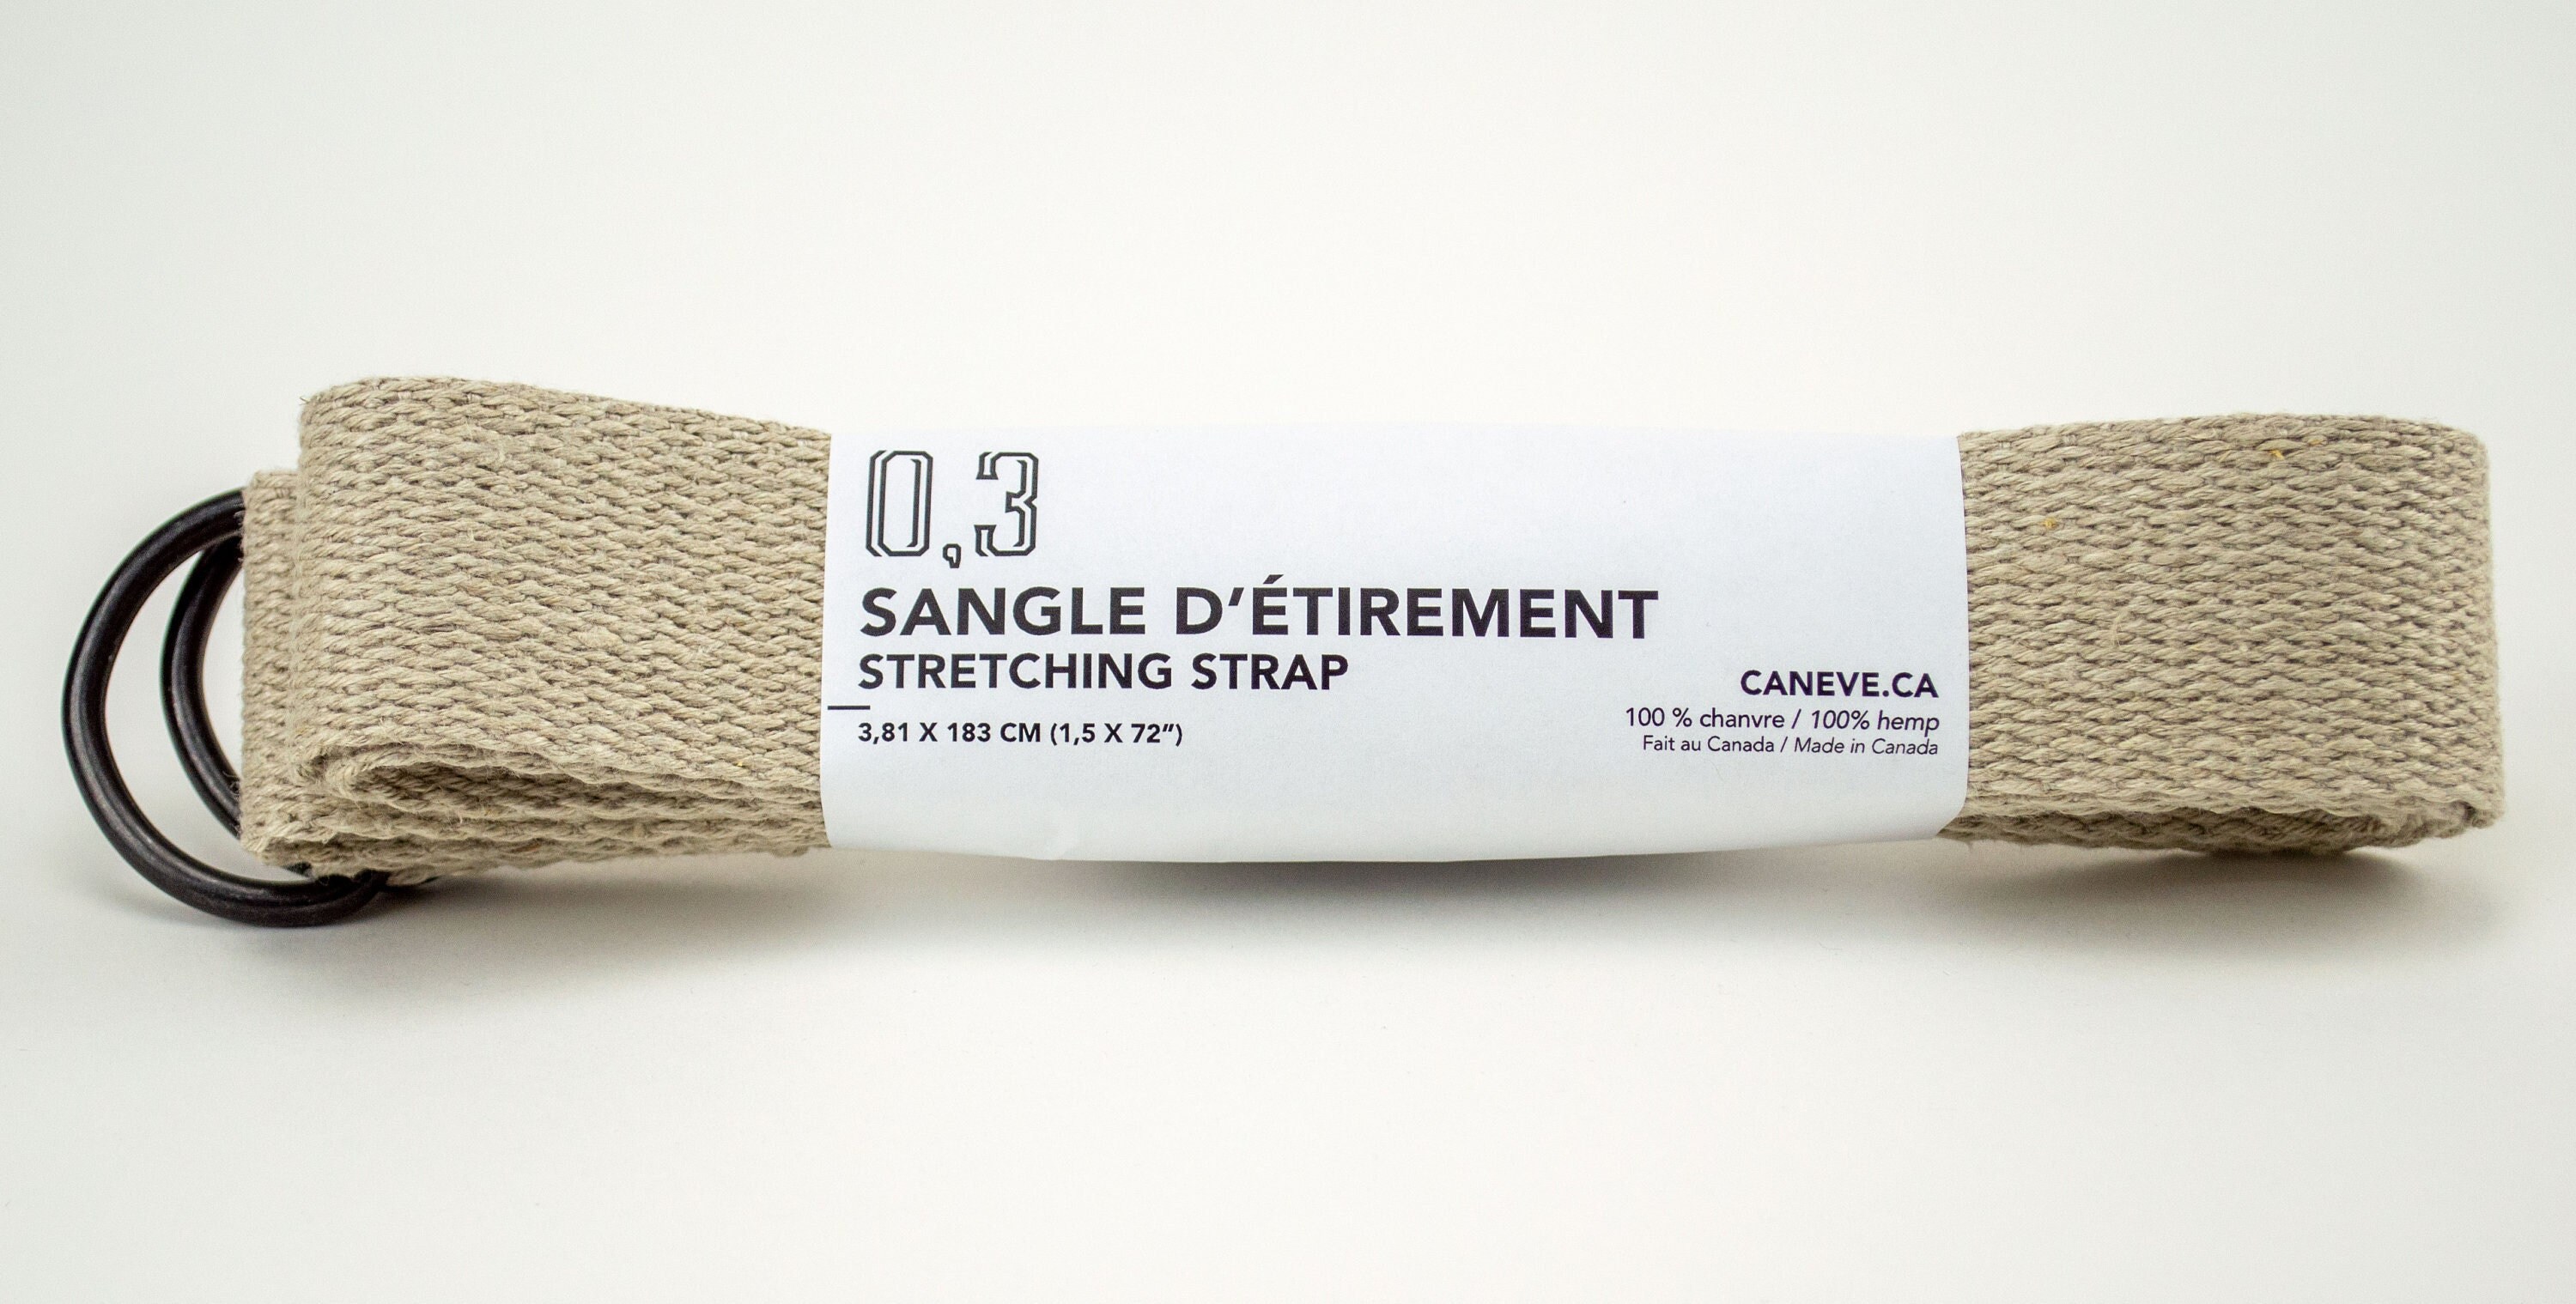 0,3
SANGLE D’ÉTIREMENT
STRETCHING STRAP
3,81 X 183 CM (1,5 X 72”)
CANEVE.CA
100 % chanvre / 100% hemp
Fait au Canada / Made in Canada